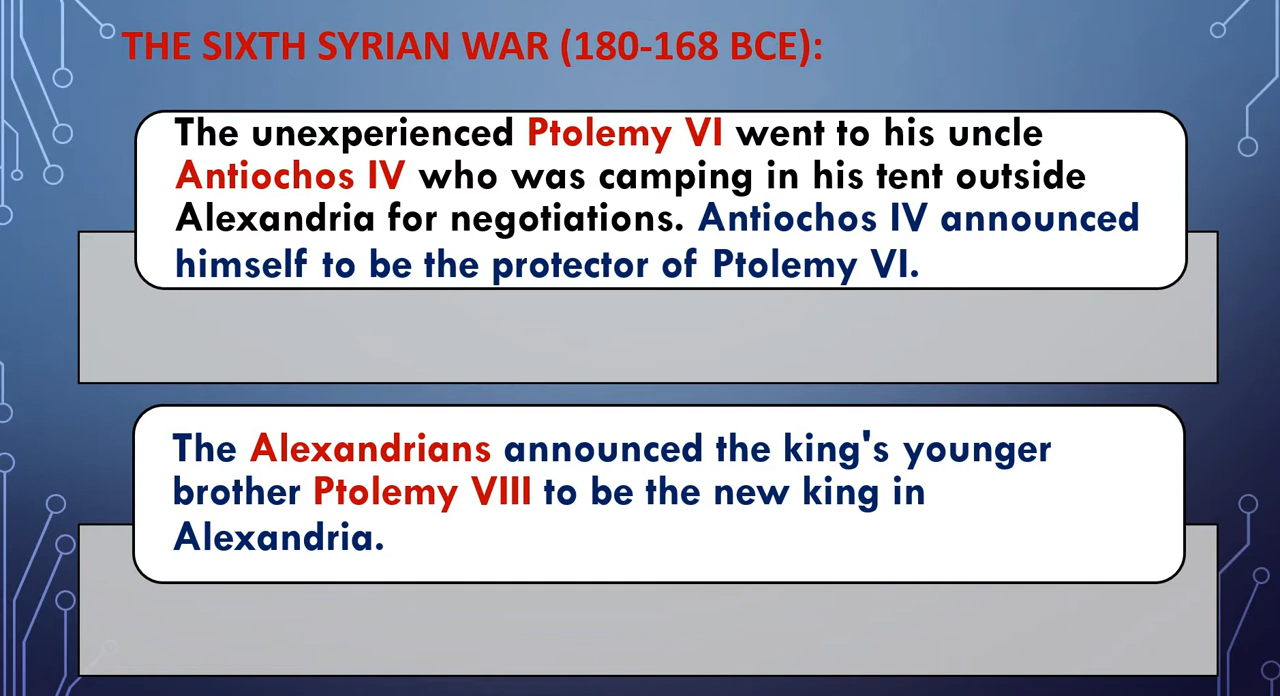 THE SIXTH SYRIAN WAR (180-168 BCE):
The unexperienced Ptolemy VI went to his uncle
Antiochos IV who was camping in his tent outside
Alexandria for negotiations. Antiochos IV announced
himself to be the protector of Ptolemy VI.
The Alexandrians announced the king's younger
brother Ptolemy VIII to be the new king in
Alexandria.